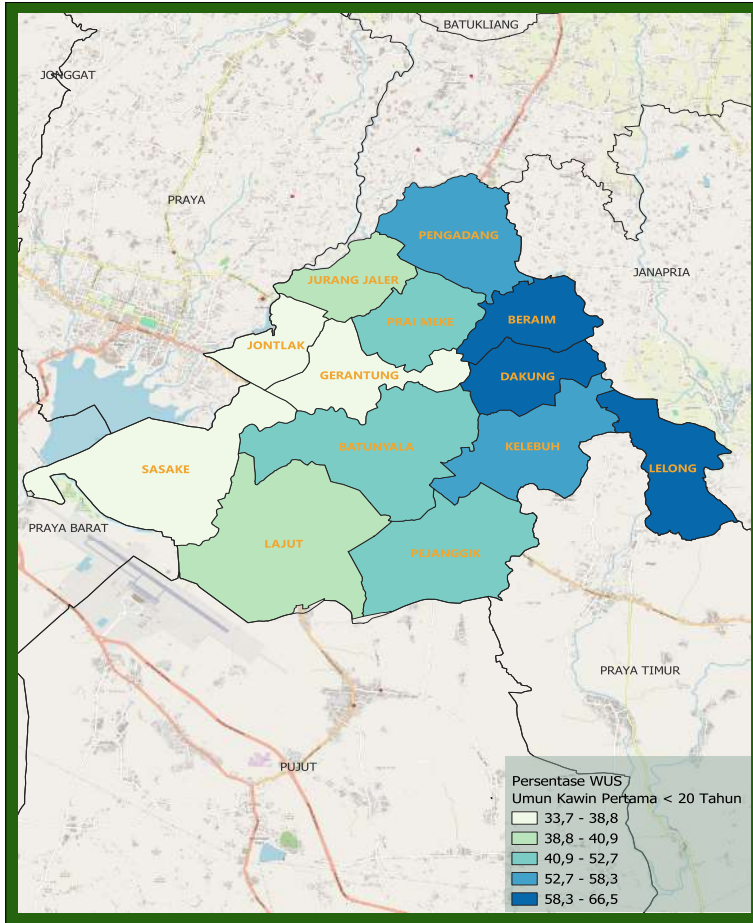 BATUKLIANG
JONGGAT
PRAYA
PENGADANG
JANAPRIA
JURANG JALER
PRAI MEKE
BERAIM
JONTLAK
GERANTUNG
DAKUNG
BATUNYALA
KELEBUH
SASAKE
LELONG
PRAYA BARAT
LAJUT
PEJANGGIK
PRAYA TIMUR
PUJUT
Persentase WUS
Umun Kawin Pertama < 20 Tahun
33,7 - 38,8
38,8 - 40,9
40,9 - 52,7
52,7 - 58,3
58,3 - 66,5